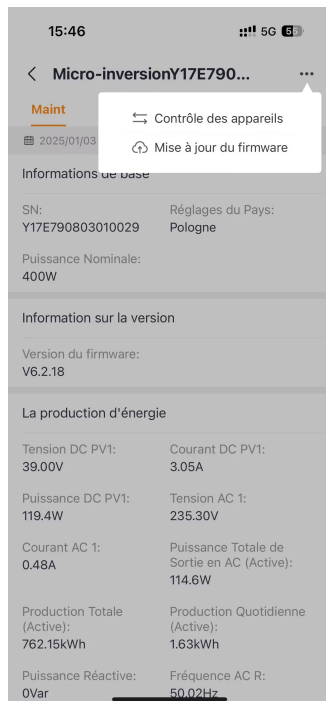 15:46
5G 55
Micro-inversionY17E790...
Maint
Contrôle des appareils
2025/01/03
Mise à jour du firmware
Informations de base
SN: Réglages du Pays:
Y17E790803010029 Pologne
Puissance Nominale:
400W
Information sur la version
Version du firmware:
V6.2.18
La production d'énergie
Tension DC PV1: Courant DC PV1:
39.00V 3.05A
Puissance DC PV1: Tension AC 1:
119.4W 235.30V
Courant AC 1: Puissance Totale de
Sortie en AC (Active):
0.48A
114.6W
Production Totale Production Quotidienne
(Active): (Active):
762.15kWh 1.63kWh
Puissance Réactive: Fréquence AC R:
0Var 50.02Hz